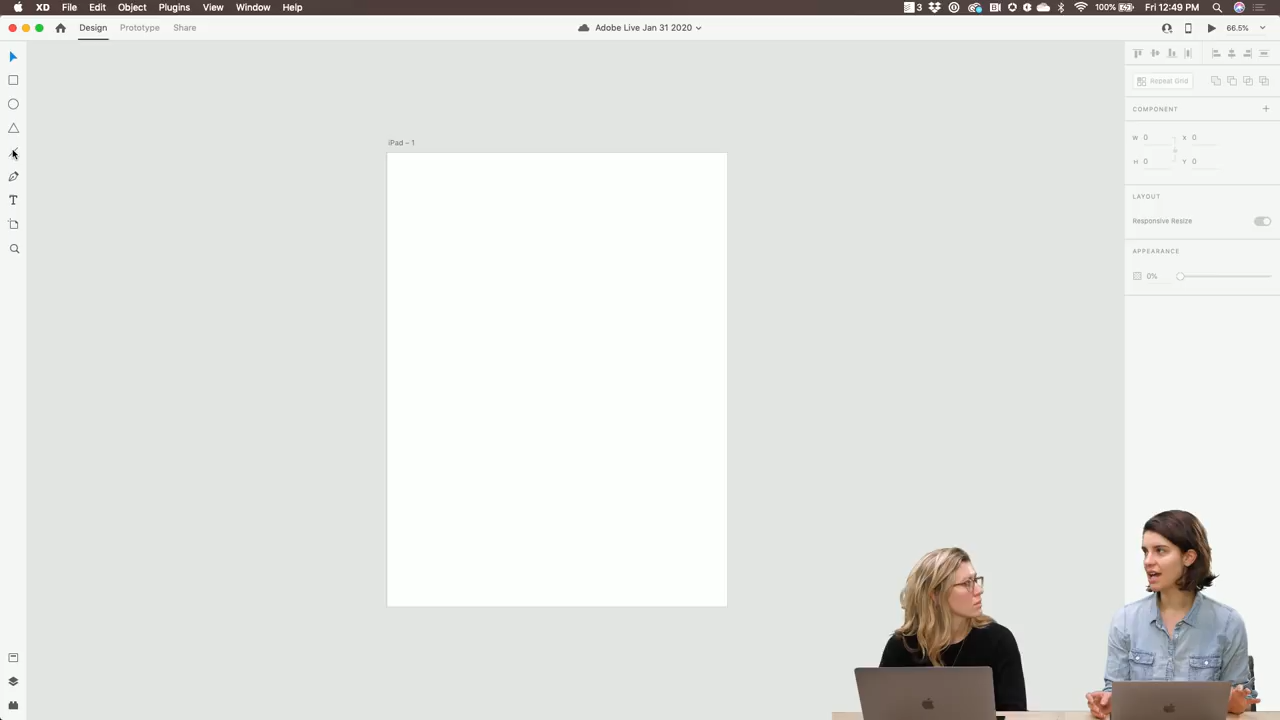 XD File Edit Object Plugins View Window Help
3 100% Fri 12:49 PM
Design Prototype Share
Adobe Live Jan 31 2020
66.5%
iPad – 1
Repeat Grid
COMPONENT
W 0 X 0
H 0 Y 0
LAYOUT
Responsive Resize
APPEARANCE
0%
T